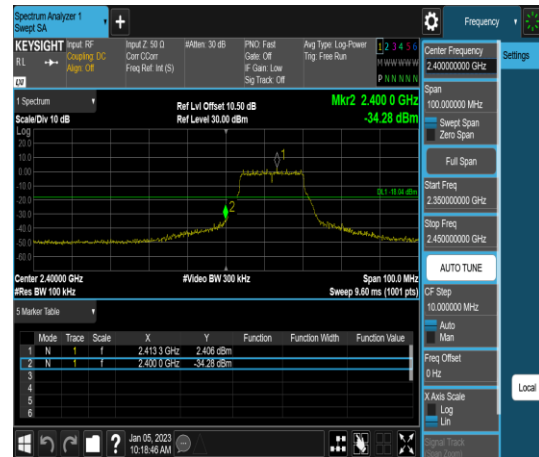 Spectrum Analyzer 1
Swept SA
+
Frequency
KEYSIGHT
RL
Input: RF
Coupling: DC
Align: Off
Input Z: 50 Ω
Corr CCorr
Freq Ref: Int (S)
#Atten: 30 dB
PNO: Fast
Gate: Off
IF Gain: Low
Sig Track: Off
Avg Type: Log-Power
Trig: Free Run
1 2 3 4 5 6
M WW WW W
P N N N N N
Center Frequency
2.400000000 GHz
Settings
Span
100.000000 MHz
Swept Span
Zero Span
Full Span
Start Freq
2.350000000 GHz
Stop Freq
2.450000000 GHz
AUTO TUNE
CF Step
10.000000 MHz
Auto
Man
Freq Offset
0 Hz
X Axis Scale
Log
Lin
Signal Track
(Span Zoom)
Local
1 Spectrum
Scale/Div 10 dB
Ref Lvl Offset 10.50 dB
Ref Level 30.00 dBm
Mkr2 2.400 0 GHz
-34.28 dBm
Log
20.0
10.0
0.00
-10.0
-20.0
-30.0
-40.0
-50.0
-60.0
1
2
Center 2.40000 GHz
#Res BW 100 kHz
#Video BW 300 kHz
Span 100.0 MHz
Sweep 9.60 ms (1001 pts)
5 Marker Table
Mode Trace Scale X Y Function Function Width Function Value
1 N 1 f 2.413 3 GHz 2.406 dBm
2 N 1 f 2.400 0 GHz -34.28 dBm
3
4
5
6
?
Jan 05, 2023
10:18:46 AM